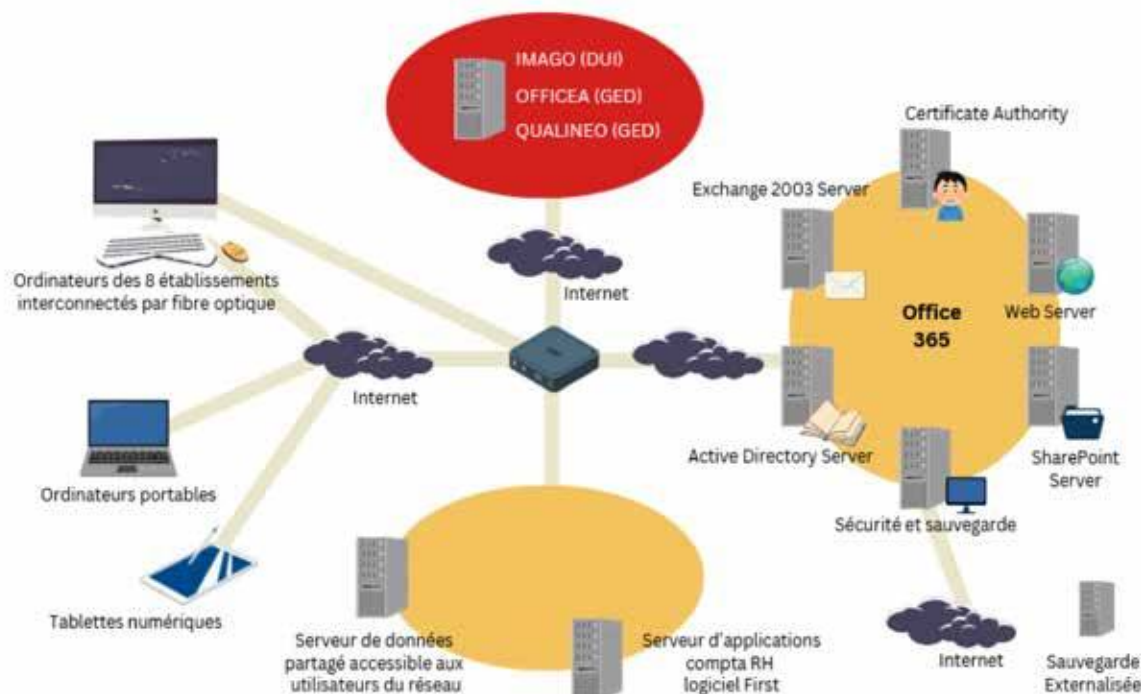 IMAGO (DUI)
OFFICEA (GED)
QUALINEO (GED)
Certificate Authority
Exchange 2003 Server
Ordinateurs des 8 établissements
interconnectés par fibre optique
Internet
Web Server
Office
365
Internet
Ordinateurs portables
Active Directory Server
SharePoint
Server
Sécurité et sauvegarde
Tablettes numériques
Serveur de données
partagé accessible aux
utilisateurs du réseau
Serveur d'applications
compta RH
logiciel First
Internet
Sauvegarde
Externalisée